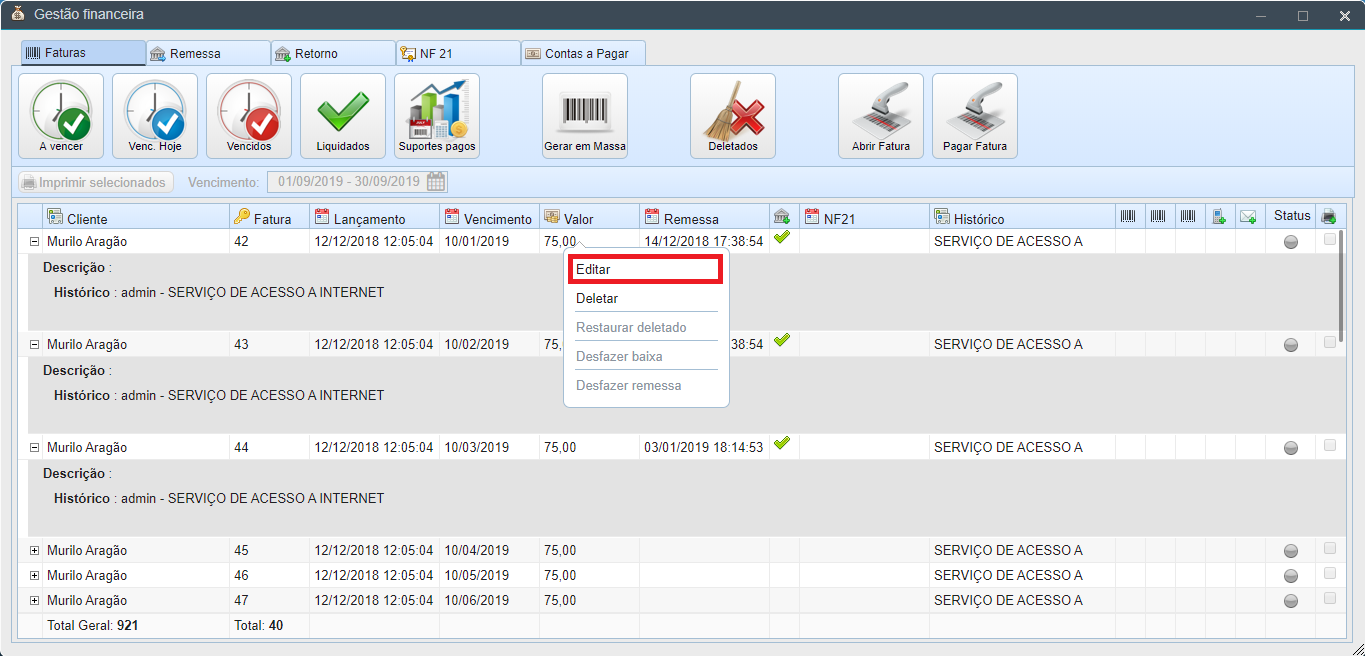 Gestão financeira
Faturas Remessa Retorno NF 21 Contas a Pagar
A vencer Venc. Hoje Vencidos Liquidados Suportes pagos Gerar em Massa Deletados Abrir Fatura Pagar Fatura
Imprimir selecionados Vencimento: 01/09/2019 - 30/09/2019
Cliente Fatura Lançamento Vencimento Valor Remessa NF21 Histórico Status
Murilo Aragão 42 12/12/2018 12:05:04 10/01/2019 75,00 14/12/2018 17:38:54 SERVIÇO DE ACESSO A
Descrição :
Editar
Histórico : admin - SERVIÇO DE ACESSO A INTERNET
Deletar
Restaurar deletado
Murilo Aragão 43 12/12/2018 12:05:04 10/02/2019 75, 38:54 SERVIÇO DE ACESSO A
Desfazer baixa
Descrição :
Desfazer remessa
Histórico : admin - SERVIÇO DE ACESSO A INTERNET
Murilo Aragão 44 12/12/2018 12:05:04 10/03/2019 75,00 03/01/2019 18:14:53 SERVIÇO DE ACESSO A
Descrição :
Histórico : admin - SERVIÇO DE ACESSO A INTERNET
Murilo Aragão 45 12/12/2018 12:05:04 10/04/2019 75,00 SERVIÇO DE ACESSO A
Murilo Aragão 46 12/12/2018 12:05:04 10/05/2019 75,00 SERVIÇO DE ACESSO A
Murilo Aragão 47 12/12/2018 12:05:04 10/06/2019 75,00 SERVIÇO DE ACESSO A
Total Geral: 921 Total: 40